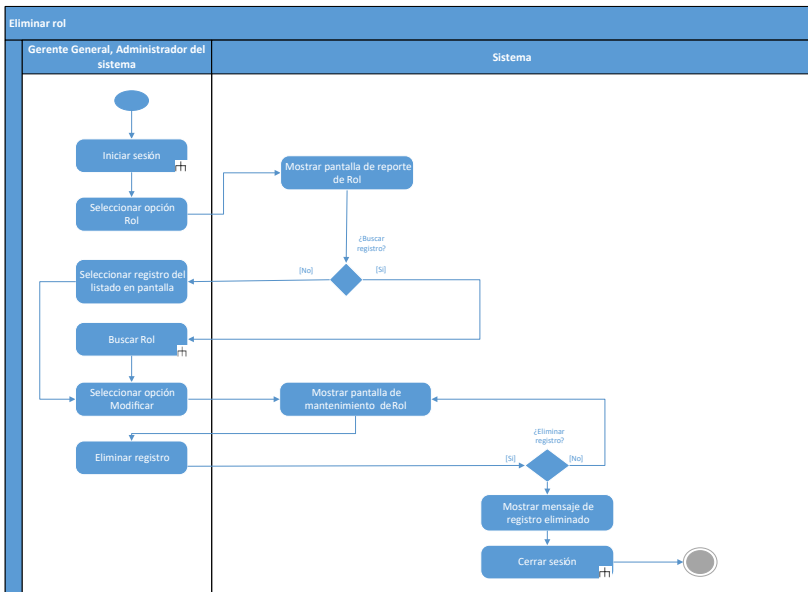 Eliminar rol
Gerente General, Administrador del
sistema
Sistema
Iniciar sesión
Mostrar pantalla de reporte
de Rol
Seleccionar opción
Rol
¿Buscar
registro?
[No]
[Si]
Seleccionar registro del
listado en pantalla
Buscar Rol
Seleccionar opción
Modificar
Mostrar pantalla de
mantenimiento de Rol
¿Eliminar
registro?
Eliminar registro
[Si]
[No]
Mostrar mensaje de
registro eliminado
Cerrar sesión